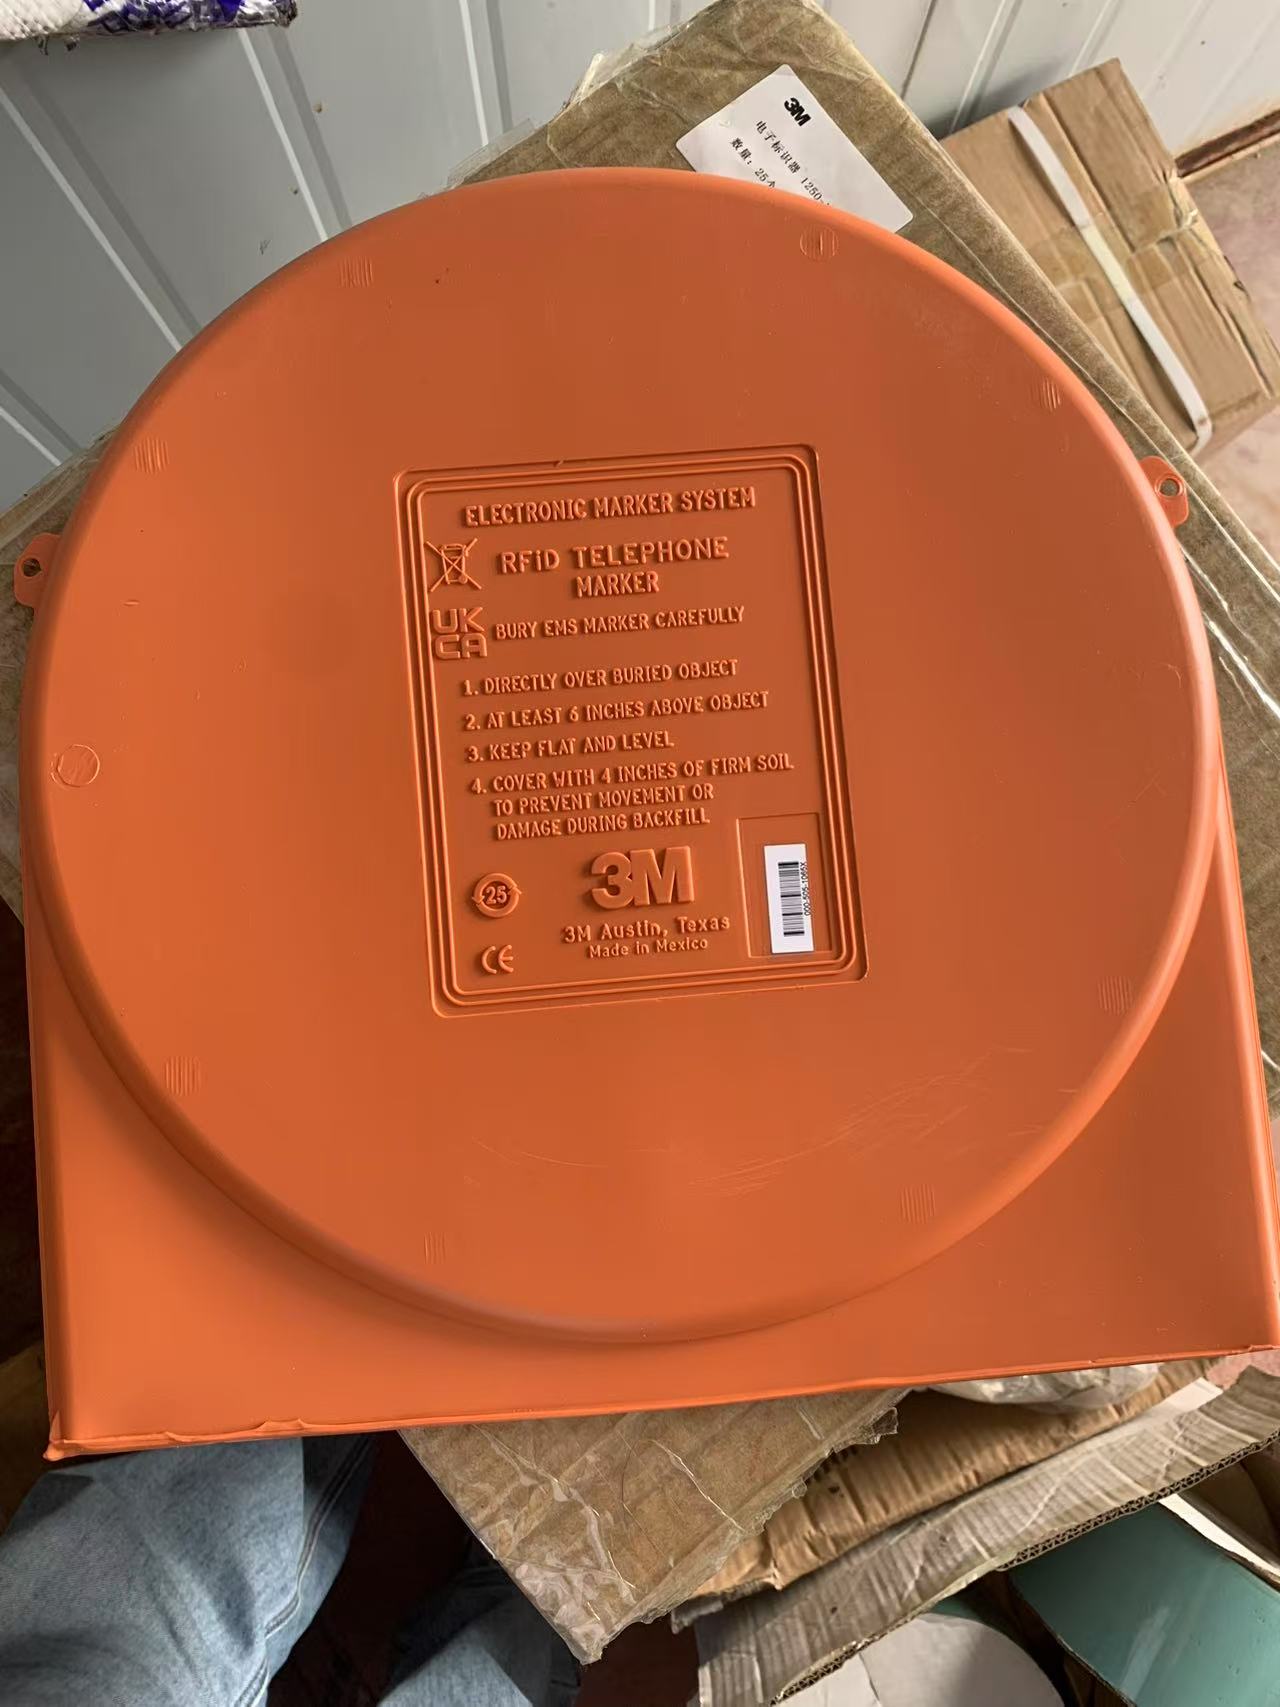 3M
电子标识器 1250-
数量：25个
ELECTRONIC MARKER SYSTEM
RFiD TELEPHONE
MARKER
UK
CA
BURY EMS MARKER CAREFULLY
1. DIRECTLY OVER BURIED OBJECT
2. AT LEAST 6 INCHES ABOVE OBJECT
3. KEEP FLAT AND LEVEL
4. COVER WITH 4 INCHES OF FIRM SOIL
TO PREVENT MOVEMENT OR
DAMAGE DURING BACKFILL
25
3M
3M Austin, Texas
Made in Mexico
CE
000-505-1065X